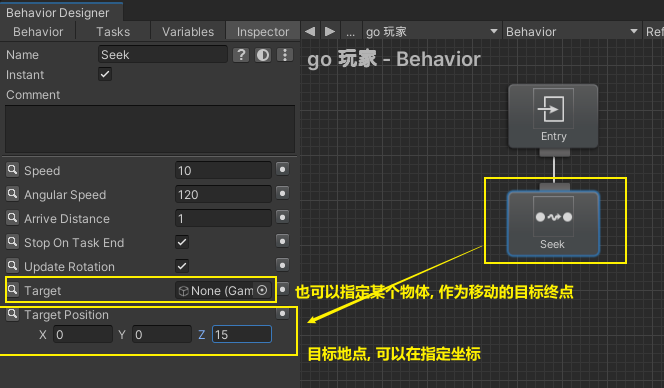 Behavior Designer
Behavior Tasks Variables Inspector ... go 玩家 Behavior Ref
Name Seek ?
Instant
Comment
Speed 10
Angular Speed 120
Arrive Distance 1
Stop On Task End
Update Rotation
Target None (Gam
Target Position
X 0 Y 0 Z 15
go 玩家 - Behavior
Entry
Seek
也可以指定某个物体, 作为移动的目标终点
目标地点, 可以在指定坐标